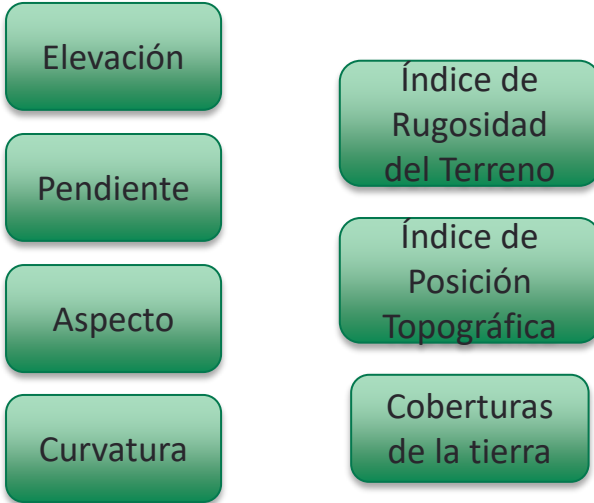 Elevación
Pendiente
Aspecto
Curvatura
Índice de
Rugosidad
del Terreno
Índice de
Posición
Topográfica
Coberturas
de la tierra